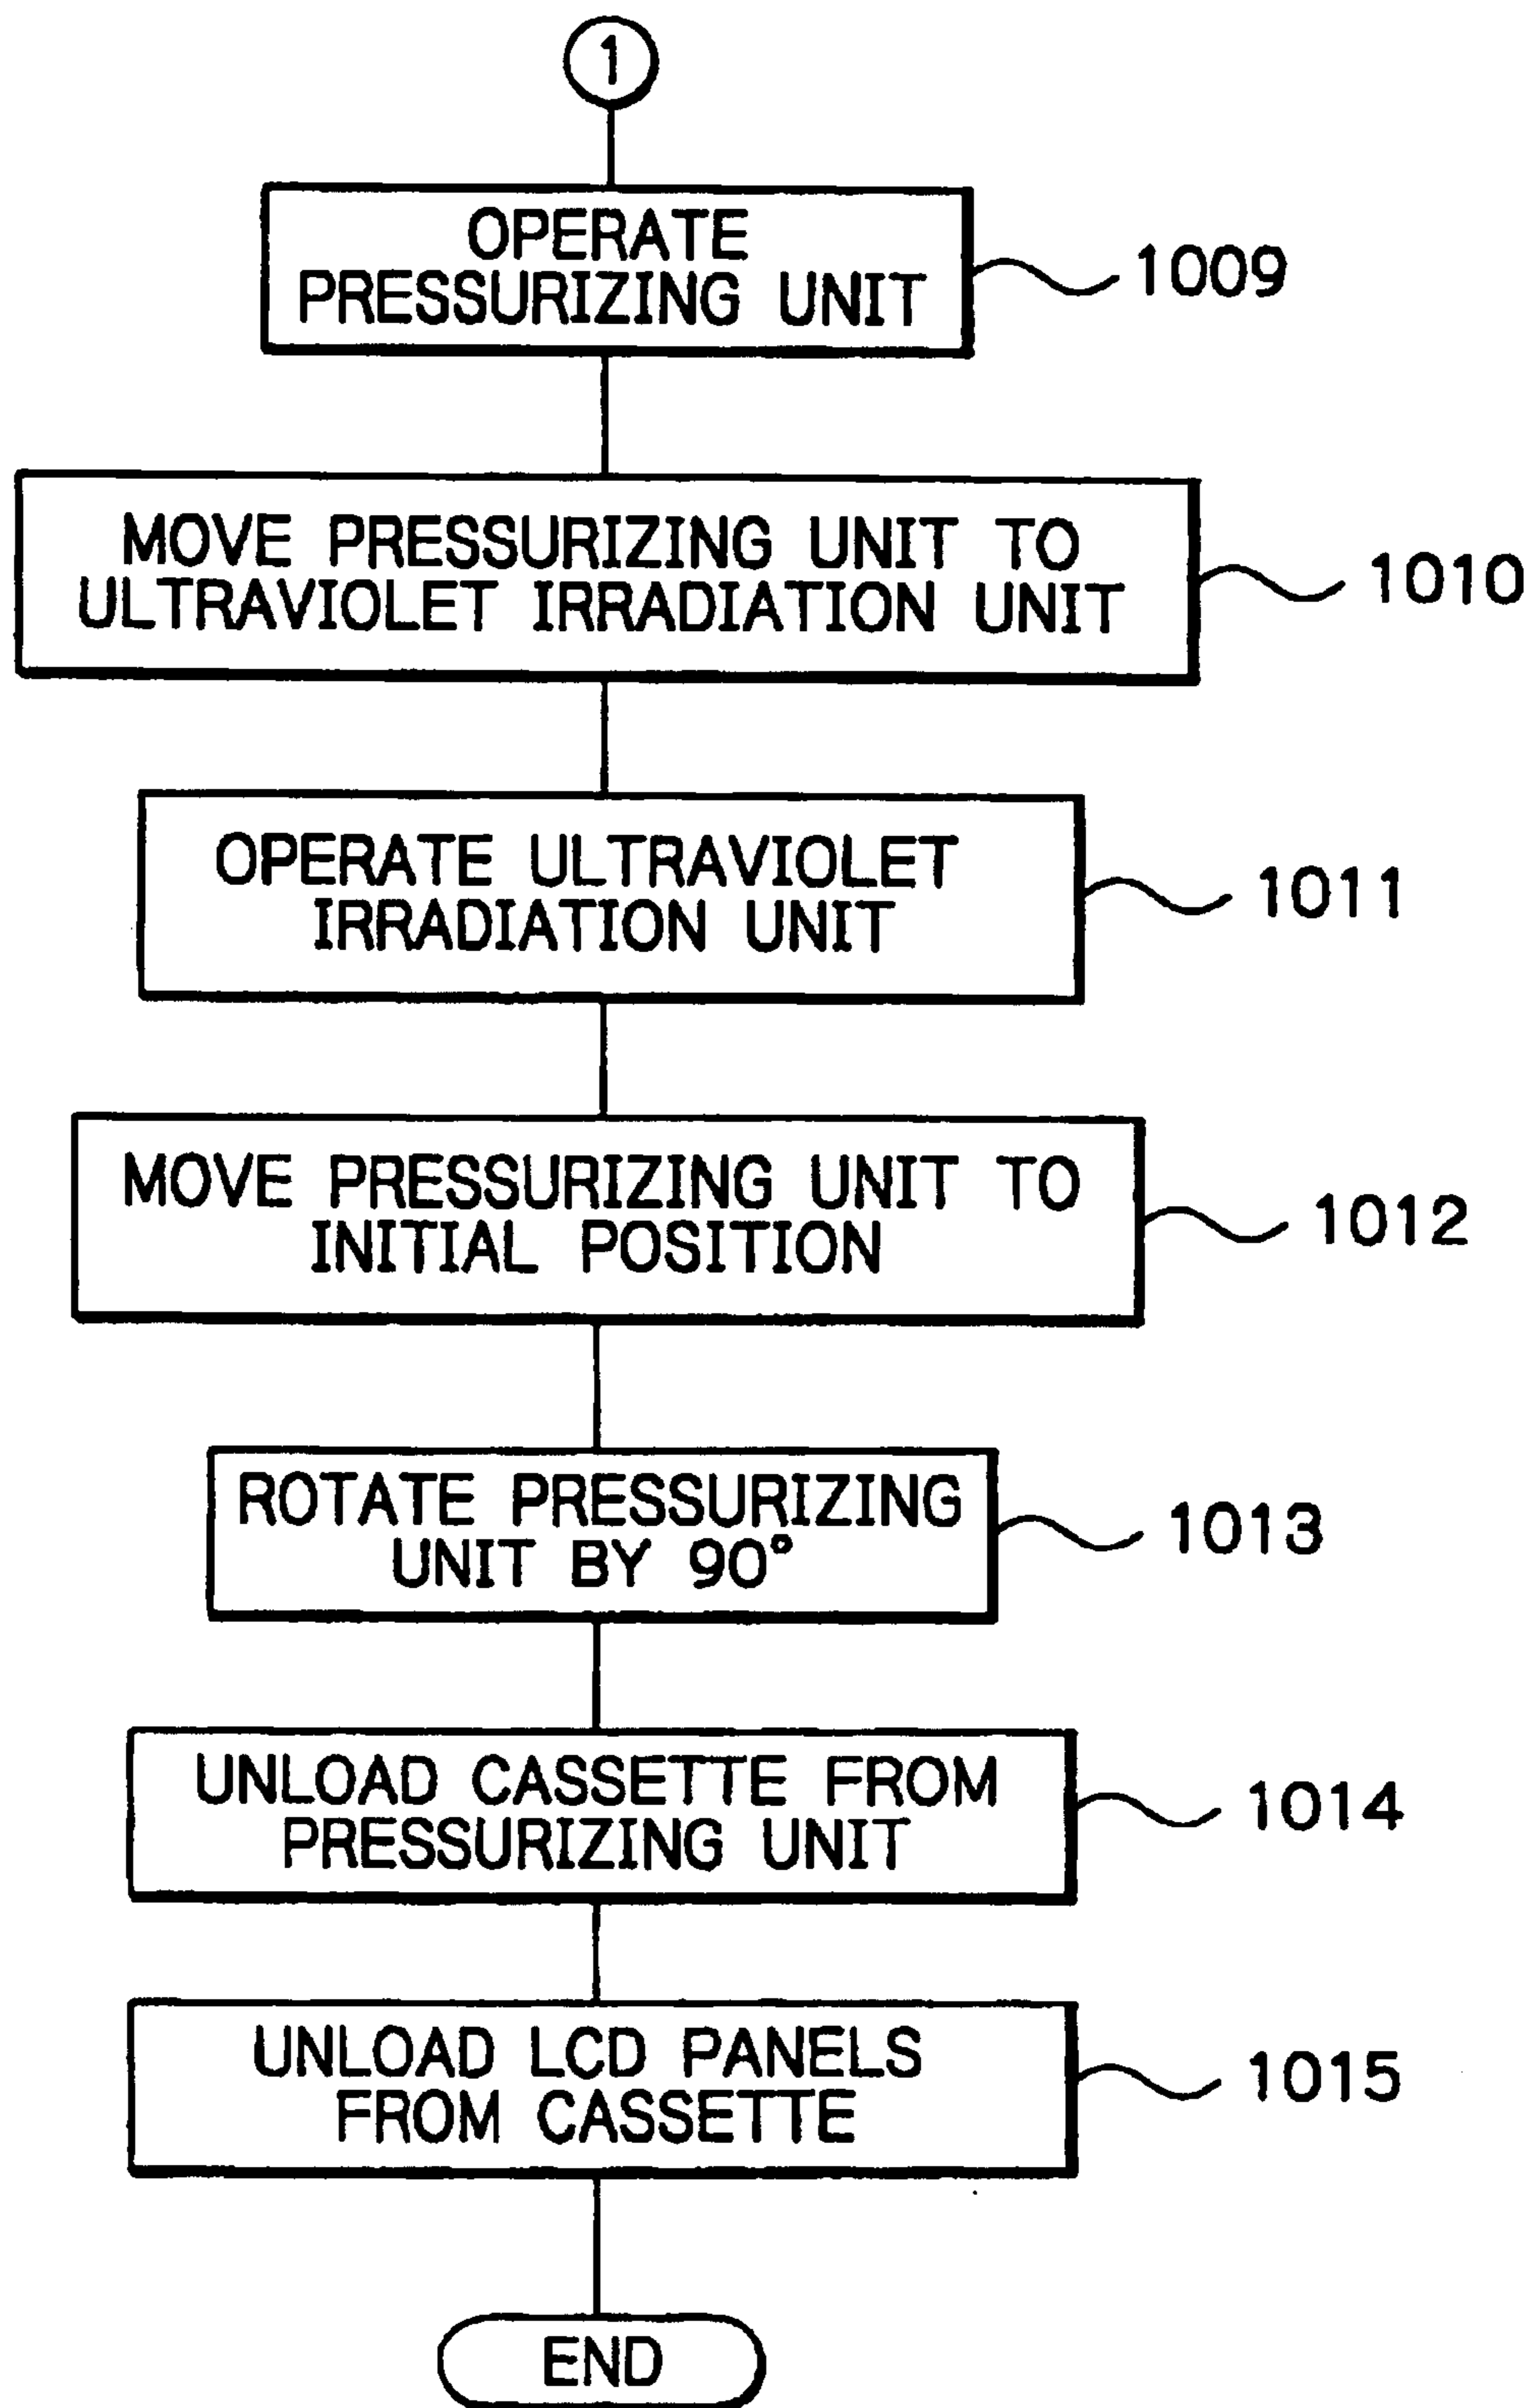 1
OPERATE
PRESSURIZING UNIT
1009
MOVE PRESSURIZING UNIT TO
ULTRAVIOLET IRRADIATION UNIT
1010
OPERATE ULTRAVIOLET
IRRADIATION UNIT
1011
MOVE PRESSURIZING UNIT TO
INITIAL POSITION
1012
ROTATE PRESSURIZING
UNIT BY 90°
1013
UNLOAD CASSETTE FROM
PRESSURIZING UNIT
1014
UNLOAD LCD PANELS
FROM CASSETTE
1015
END